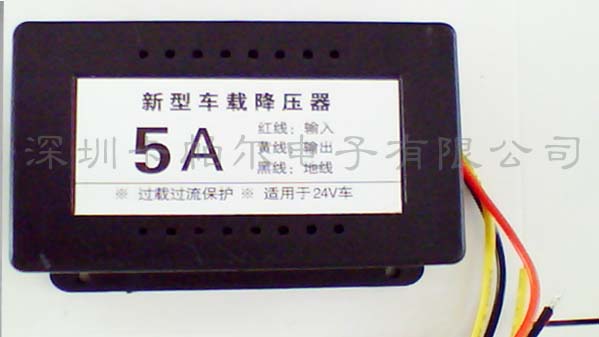 新型车载降压器
5A
红线：输入
黄线：输出
黑线：地线
※ 过载过流保护 ※ 适用于24V车
深圳卡帕尔电子有限公司